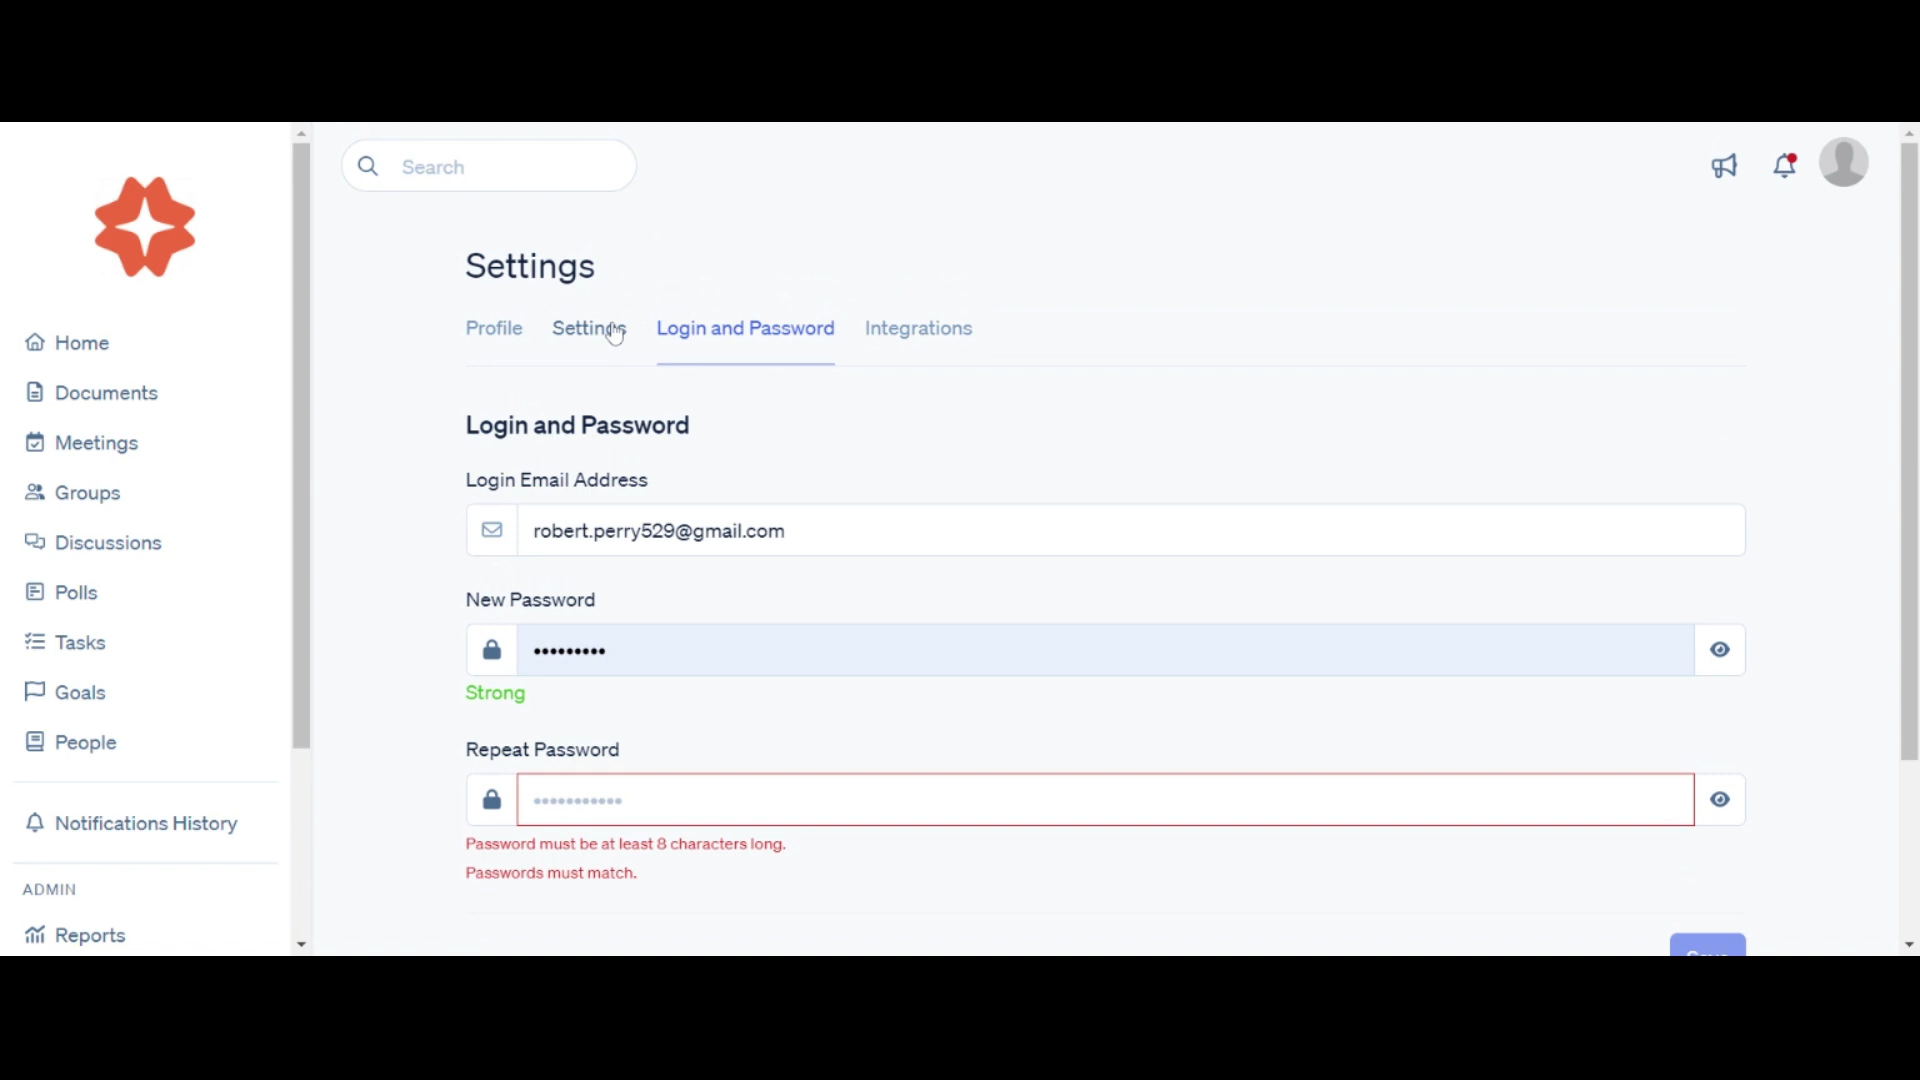 Search
Settings
Profile
Settings
Login and Password
Integrations
Home
Documents
Meetings
Groups
Discussions
Polls
Tasks
Goals
People
Notifications History
ADMIN
Reports
Login and Password
Login Email Address
robert.perry529@gmail.com
New Password
•••••••••
Strong
Repeat Password
•••••••••••
Password must be at least 8 characters long.
Passwords must match.